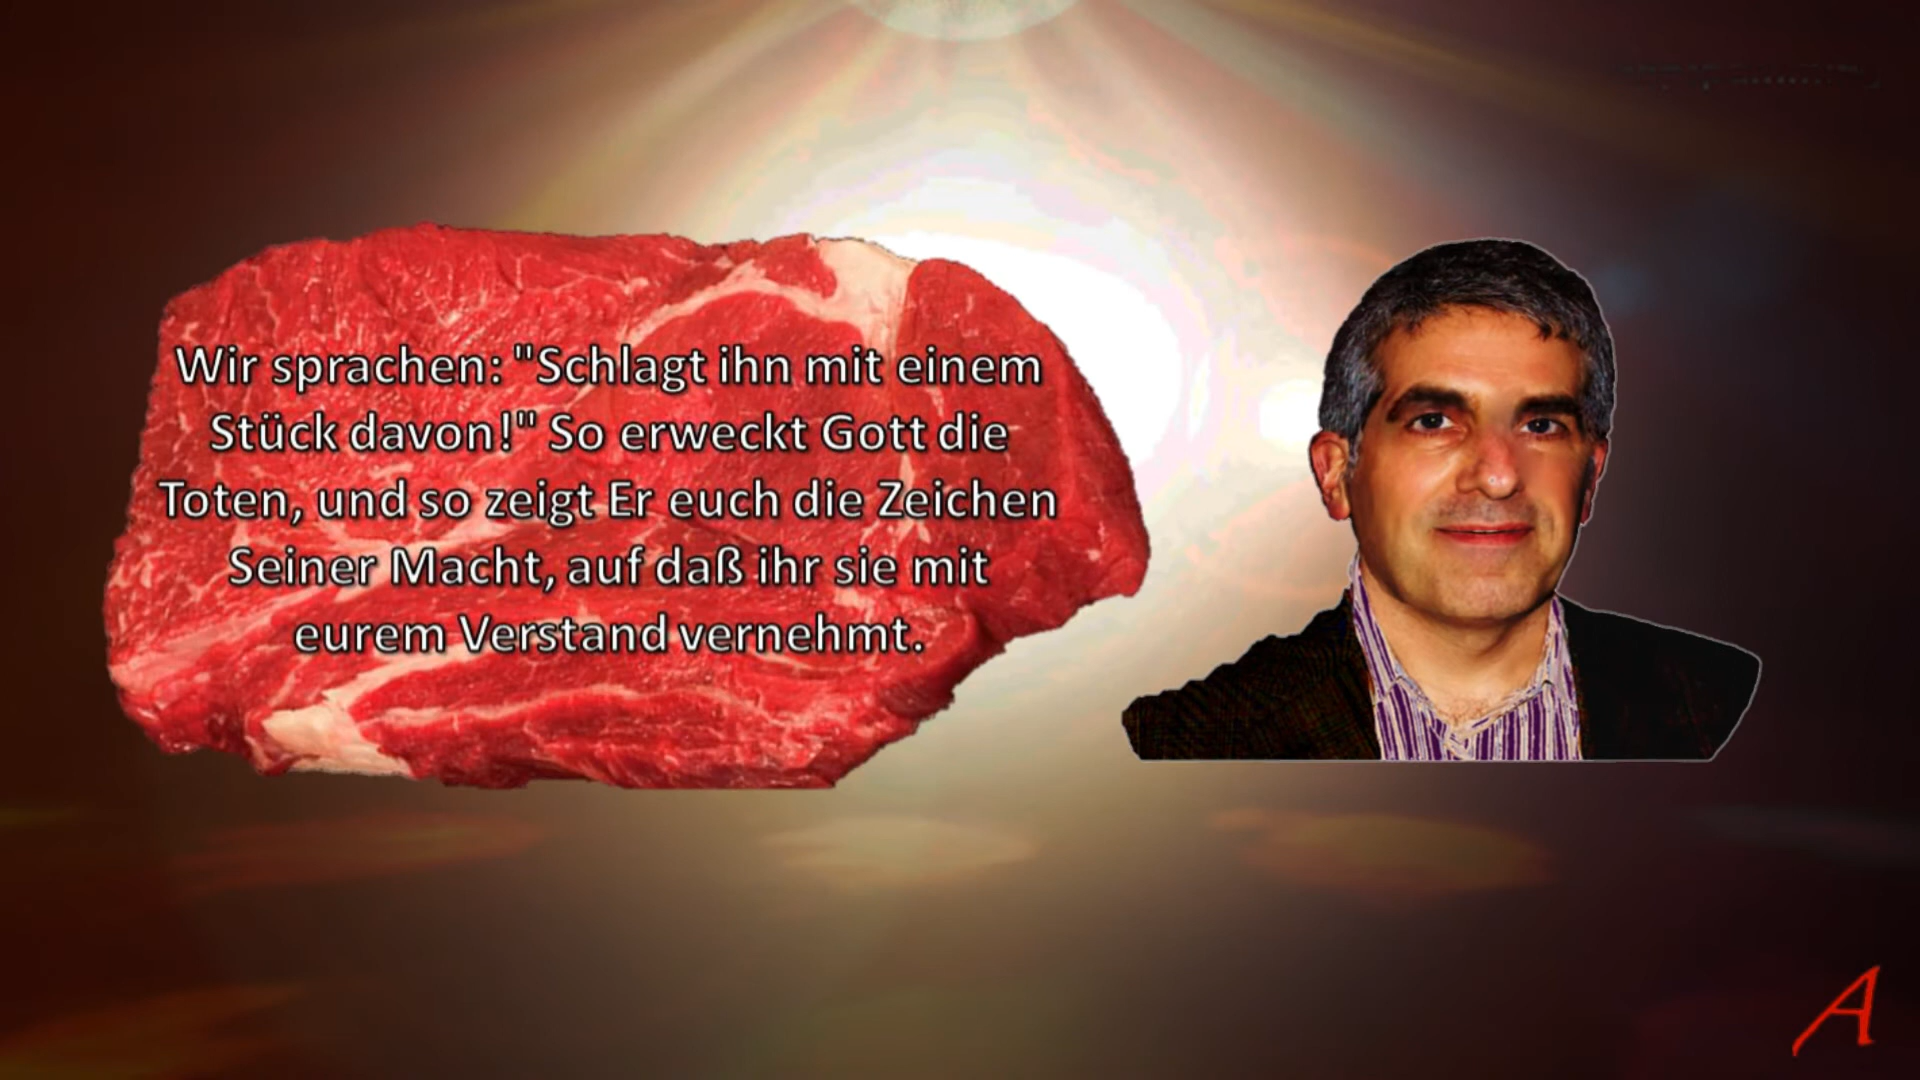 Wir sprachen: "Schlagt ihn mit einem
Stück davon!" So erweckt Gott die
Toten, und so zeigt Er euch die Zeichen
Seiner Macht, auf daß ihr sie mit
eurem Verstand vernehmt.
A